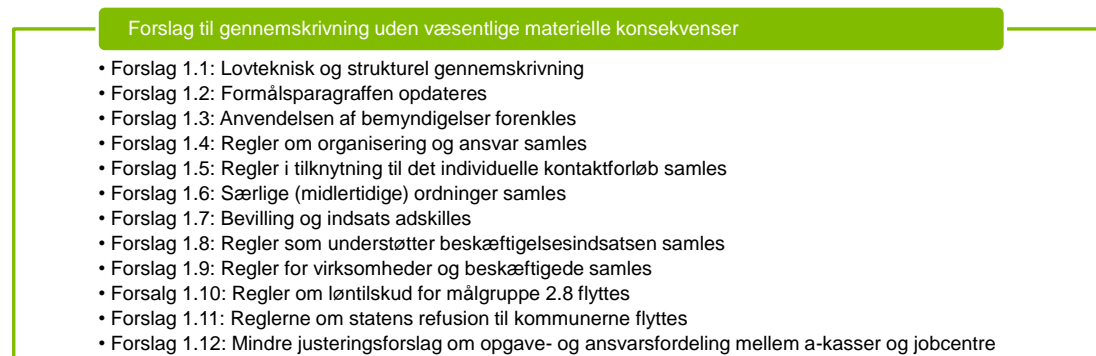 Forslag til gennemskrivning uden væsentlige materielle konsekvenser
• Forslag 1.1: Lovteknisk og strukturel gennemskrivning
• Forslag 1.2: Formålsparagraffen opdateres
• Forslag 1.3: Anvendelsen af bemyndigelser forenkles
• Forslag 1.4: Regler om organisering og ansvar samles
• Forslag 1.5: Regler i tilknytning til det individuelle kontaktforløb samles
• Forslag 1.6: Særlige (midlertidige) ordninger samles
• Forslag 1.7: Bevilling og indsats adskilles
• Forslag 1.8: Regler som understøtter beskæftigelsesindsatsen samles
• Forslag 1.9: Regler for virksomheder og beskæftigede samles
• Forsalg 1.10: Regler om løntilskud for målgruppe 2.8 flyttes
• Forslag 1.11: Reglerne om statens refusion til kommunerne flyttes
• Forslag 1.12: Mindre justeringsforslag om opgave- og ansvarsfordeling mellem a-kasser og jobcentre